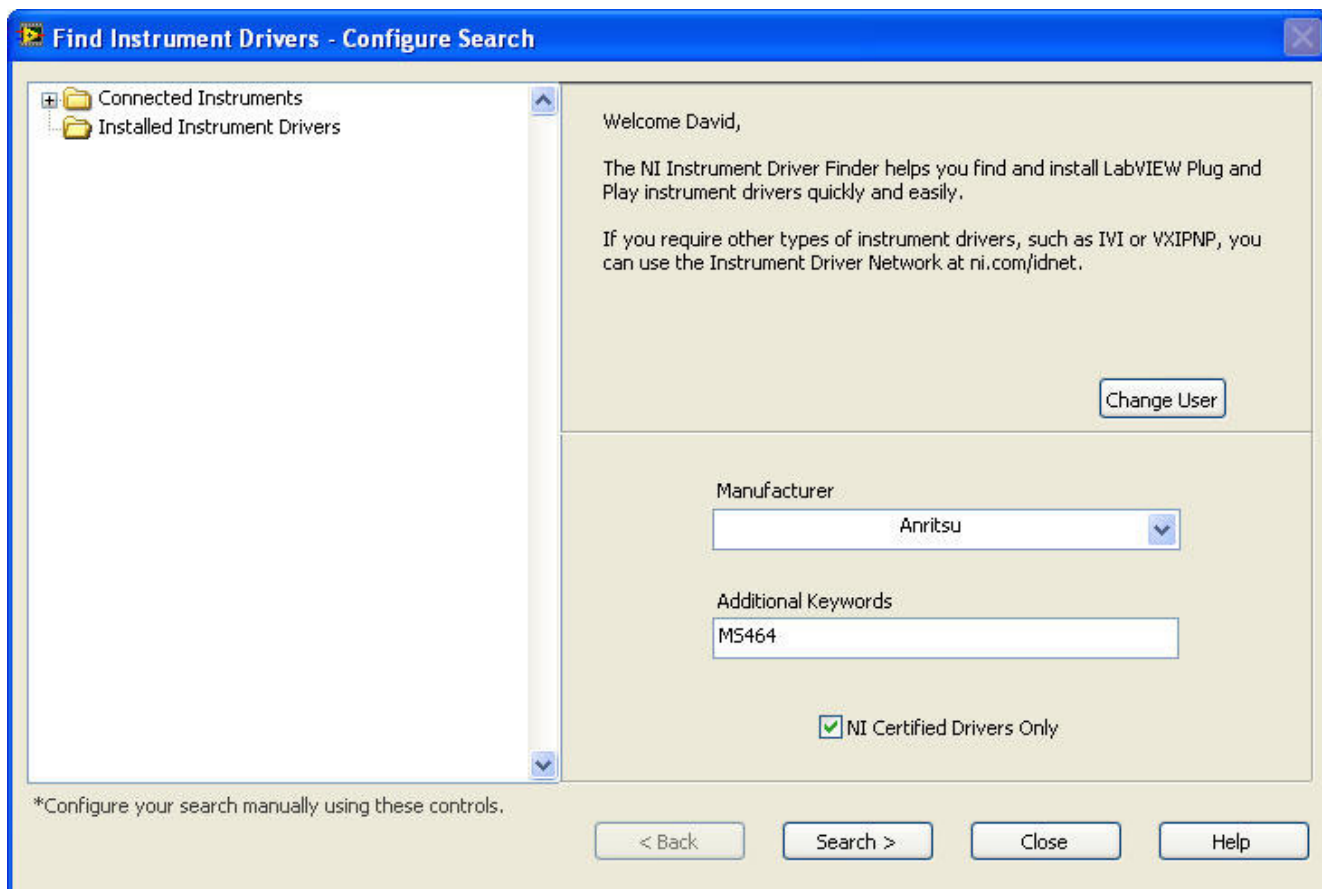 Find Instrument Drivers - Configure Search
Connected Instruments
Installed Instrument Drivers
Welcome David,
The NI Instrument Driver Finder helps you find and install LabVIEW Plug and
Play instrument drivers quickly and easily.
If you require other types of instrument drivers, such as IVI or VXIPNP, you
can use the Instrument Driver Network at ni.com/idnet.
Change User
Manufacturer
Anritsu
Additional Keywords
MS464
NI Certified Drivers Only
*Configure your search manually using these controls.
< Back
Search >
Close
Help